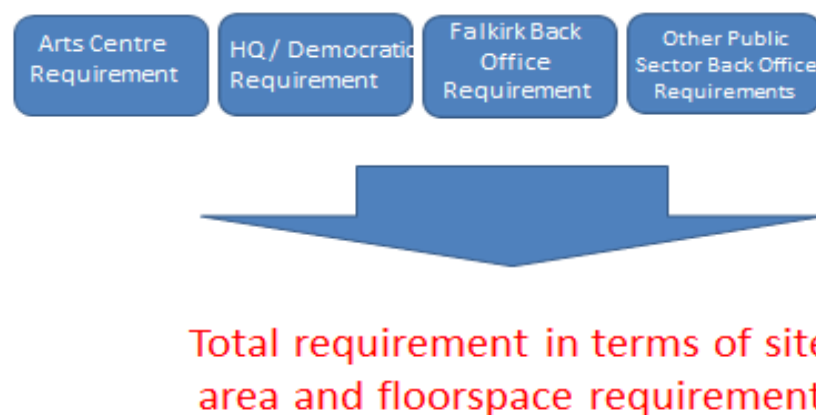 Arts Centre
Requirement
HQ / Democratic
Requirement
Falkirk Back
Office
Requirement
Other Public
Sector Back Office
Requirements
Total requirement in terms of site
area and floorspace requirement